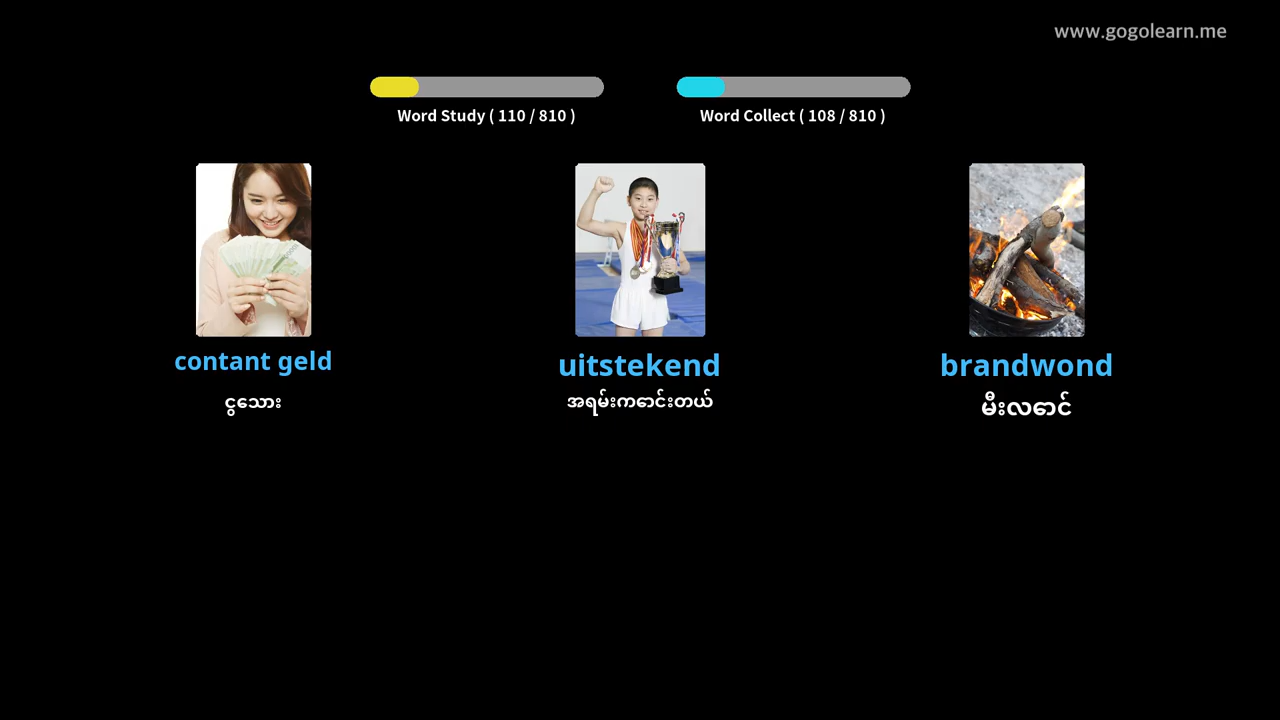 www.gogolearn.me
Word Study ( 110 / 810 )
Word Collect ( 108 / 810 )
contant geld
uitstekend
brandwond
ငွသေား
အရမ်းကောင်းတယ်
မီးလောင်